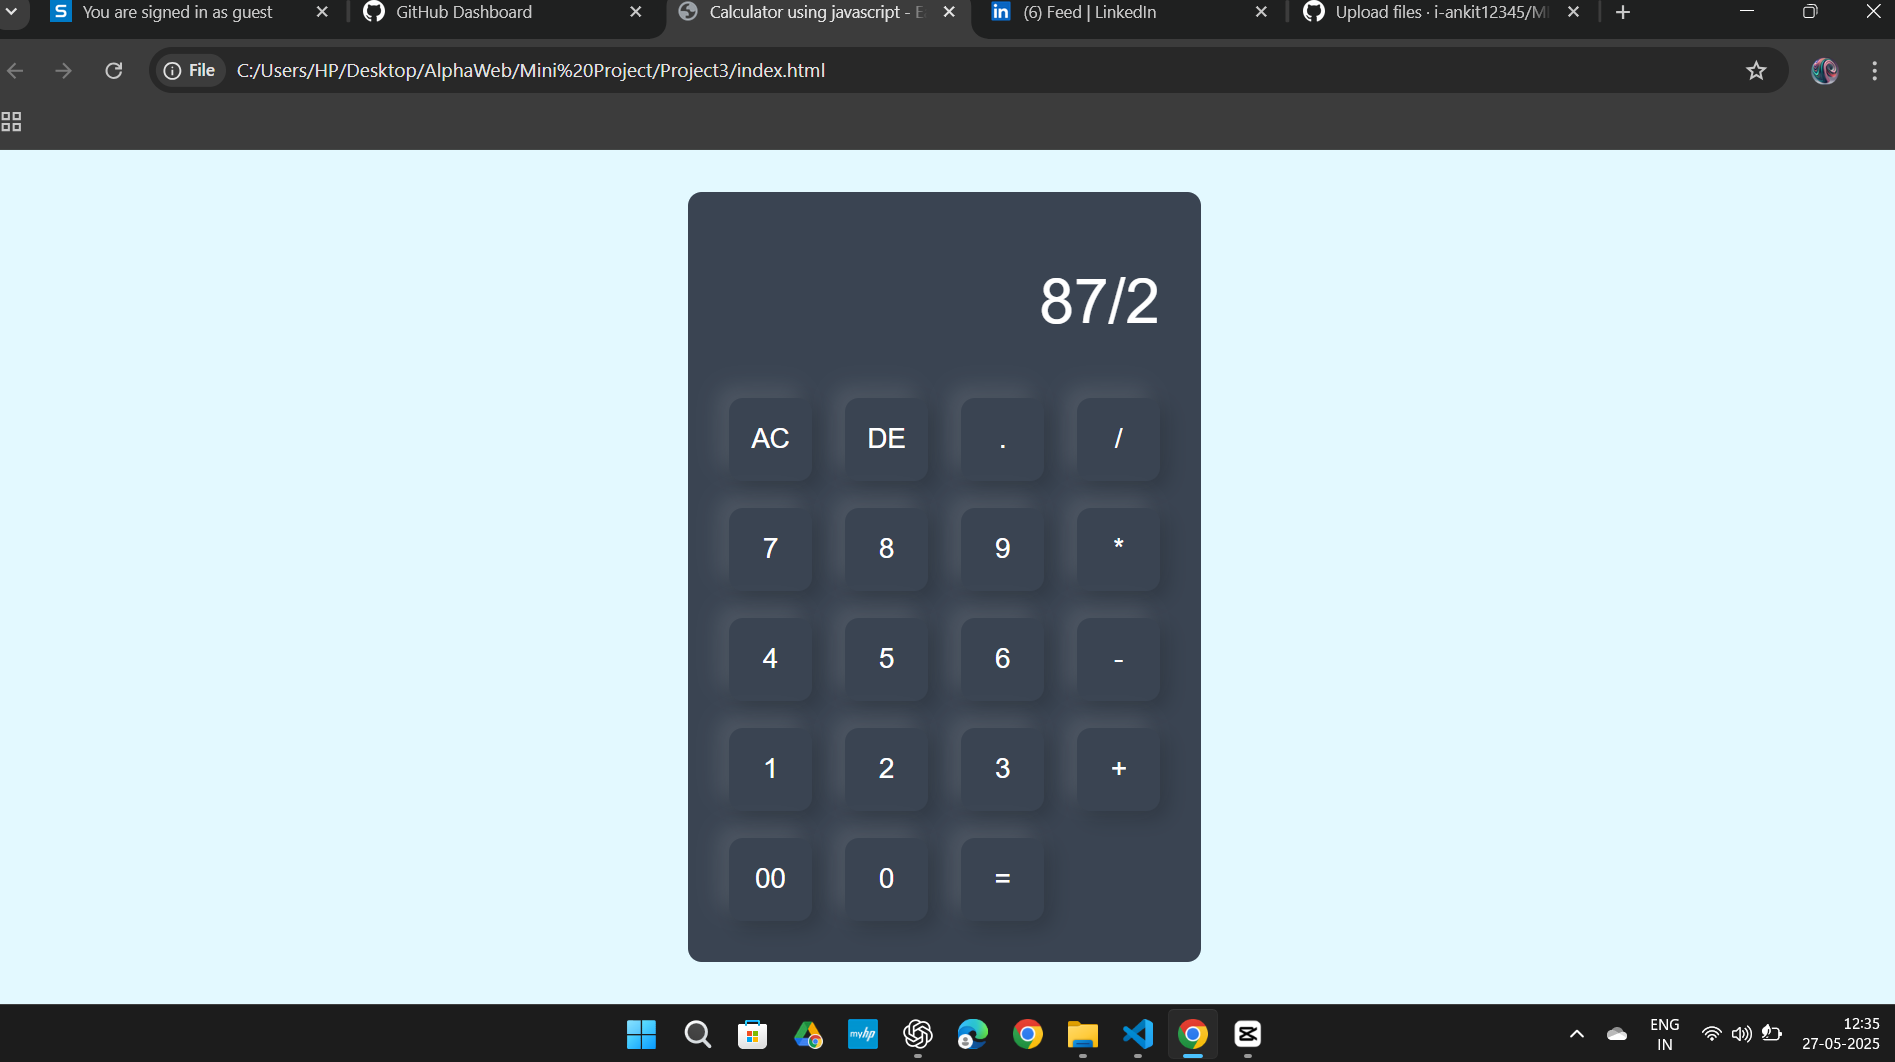 You are signed in as guest
GitHub Dashboard
Calculator using javascript -
(6) Feed | LinkedIn
Upload files · i-ankit12345/M
File
C:/Users/HP/Desktop/AlphaWeb/Mini%20Project/Project3/index.html
87/2
AC DE . /
7 8 9 *
4 5 6 -
1 2 3 +
00 0 =
myhp
ENG
IN
12:35
27-05-2025